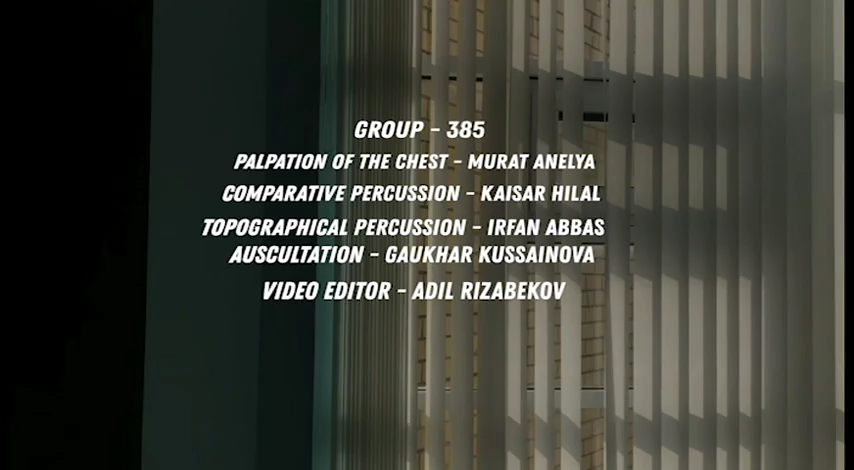 GROUP - 385
PALPATION OF THE CHEST - MURAT ANELYA
COMPARATIVE PERCUSSION - KAISAR HILAL
TOPOGRAPHICAL PERCUSSION - IRFAN ABBAS
AUSCULTATION - GAUKHAR KUSSAINOVA
VIDEO EDITOR - ADIL RIZABEKOV